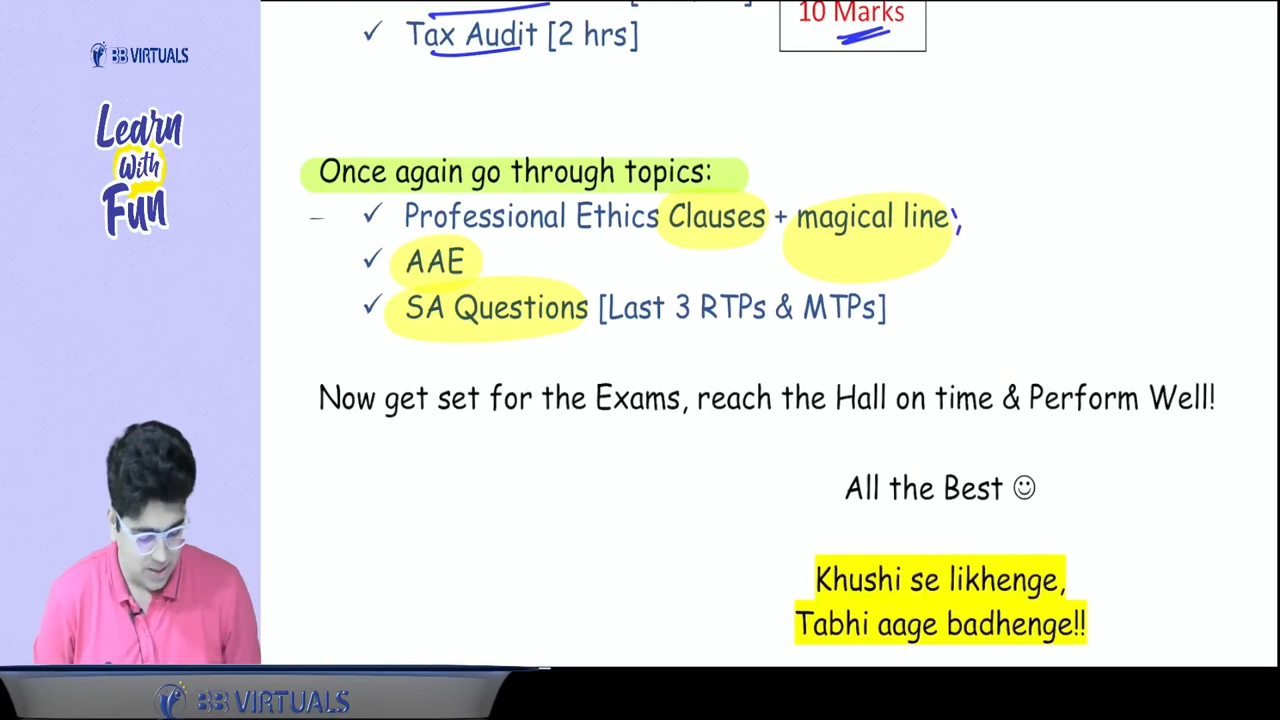 10 Marks
✓ Tax Audit [2 hrs]
BB VIRTUALS
Learn
With
Fun
Once again go through topics:
✓ Professional Ethics Clauses + magical line
✓ AAE
✓ SA Questions [Last 3 RTPs & MTPs]
Now get set for the Exams, reach the Hall on time & Perform Well!
All the Best ☺
Khushi se likhenge,
Tabhi aage badhenge!!
BB VIRTUALS